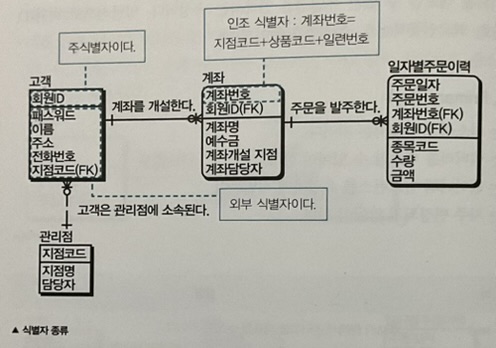 인조 식별자 : 계좌번호=
지점코드+상품코드+일련번호
주식별자이다.
고객
회원ID
패스워드
이름
주소
전화번호
지점코드(FK)
계좌를 개설한다.
계좌
계좌번호
회원ID(FK)
계좌명
예수금
계좌개설 지점
계좌담당자
주문을 발주한다.
일자별주문이력
주문일자
주문번호
계좌번호(FK)
회원ID(FK)
종목코드
수량
금액
고객은 관리점에 소속된다.
외부 식별자이다.
관리점
지점코드
지점명
담당자
▲ 식별자 종류